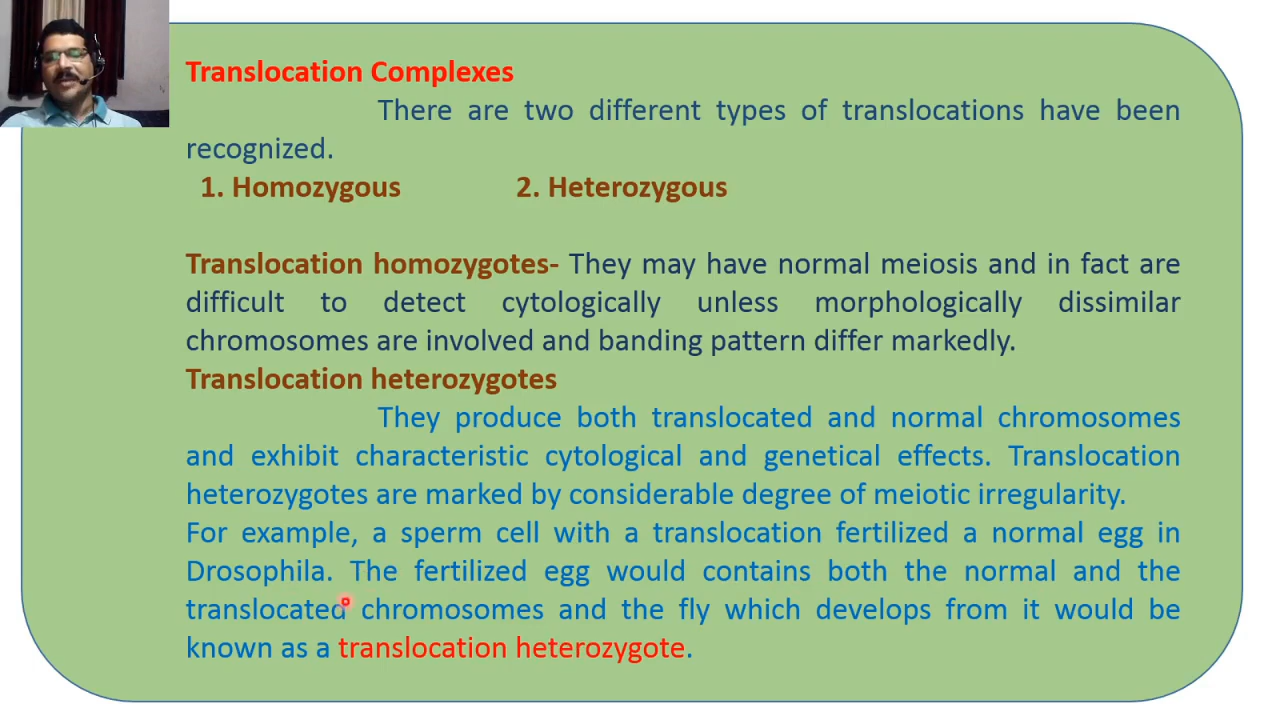 Translocation Complexes
There are two different types of translocations have been
recognized.
1. Homozygous 2. Heterozygous
Translocation homozygotes- They may have normal meiosis and in fact are
difficult to detect cytologically unless morphologically dissimilar
chromosomes are involved and banding pattern differ markedly.
Translocation heterozygotes
They produce both translocated and normal chromosomes
and exhibit characteristic cytological and genetical effects. Translocation
heterozygotes are marked by considerable degree of meiotic irregularity.
For example, a sperm cell with a translocation fertilized a normal egg in
Drosophila. The fertilized egg would contains both the normal and the
translocated chromosomes and the fly which develops from it would be
known as a translocation heterozygote.